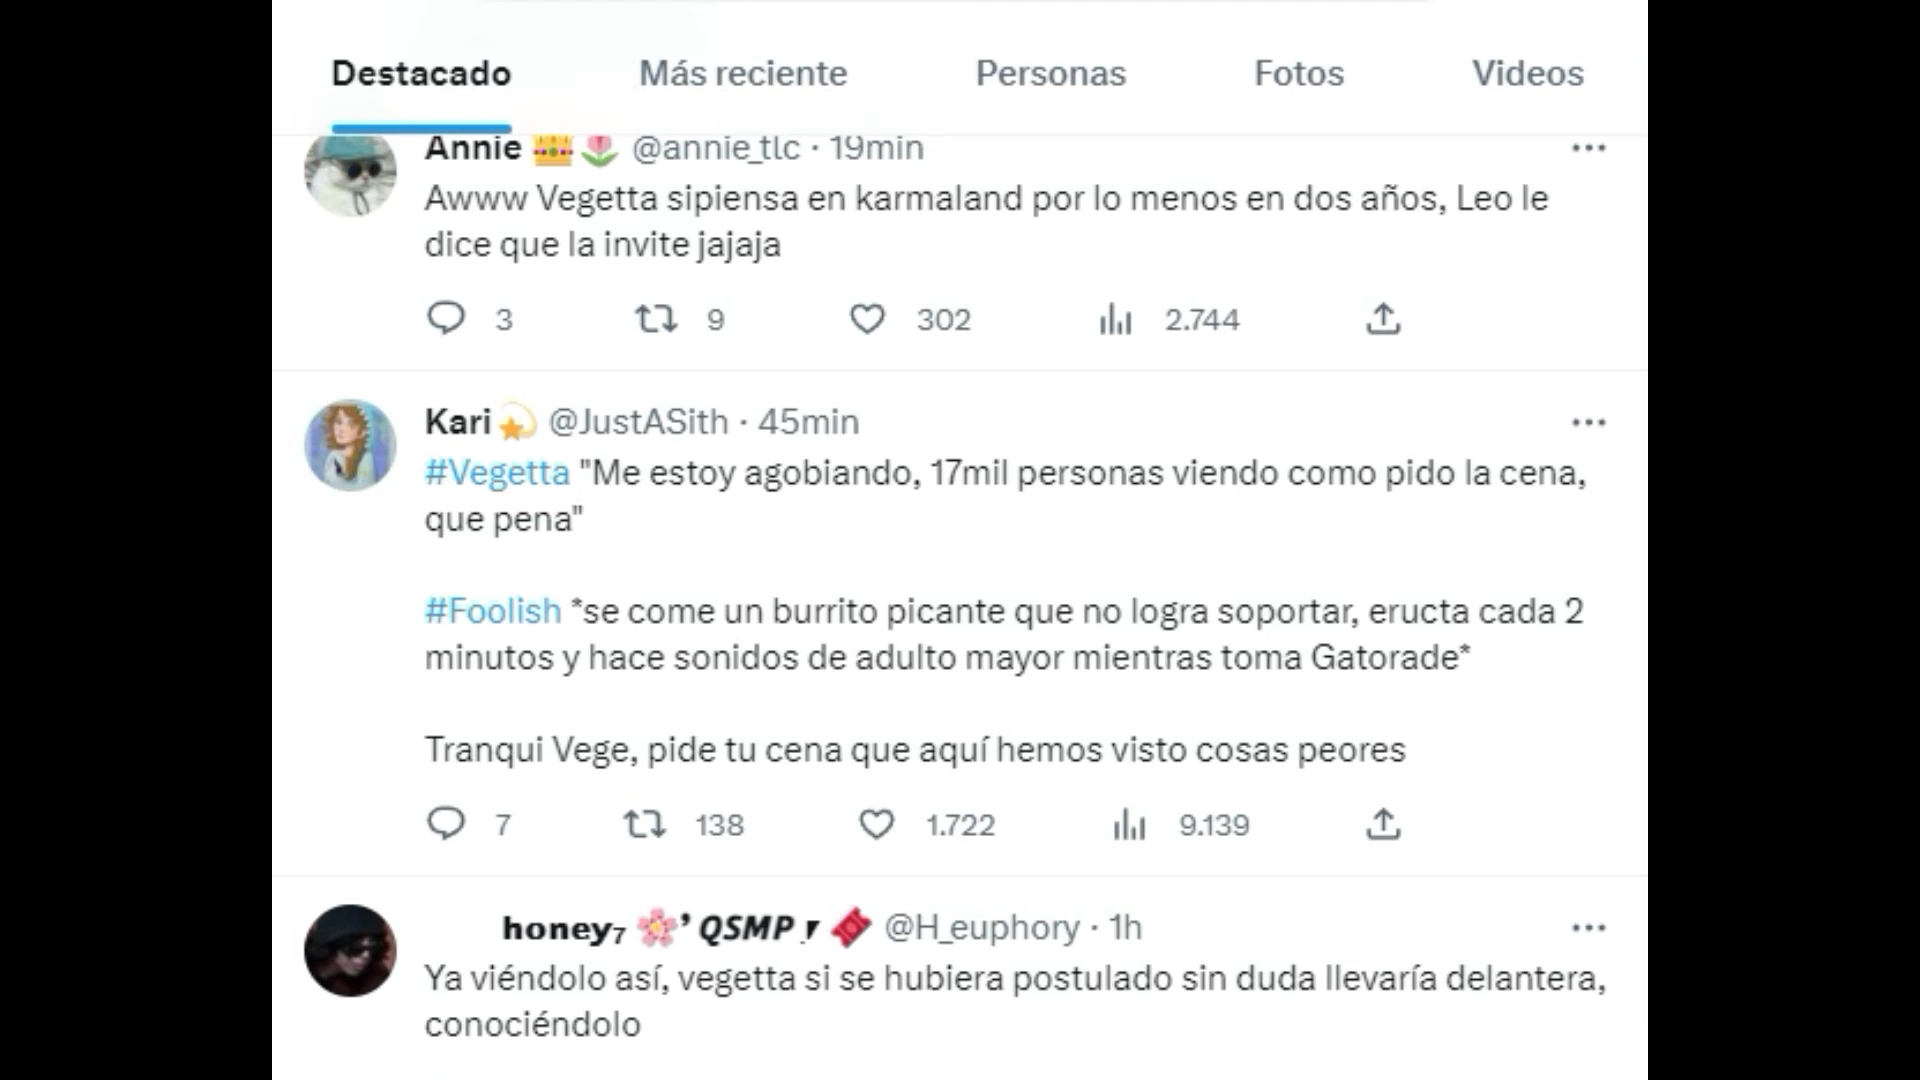 Destacado Más reciente Personas Fotos Videos
Annie 👑🌷 @annie_tlc · 19min
Awww Vegetta sipiensa en karmaland por lo menos en dos años, Leo le
dice que la invite jajaja
3 9 302 2.744
Kari 💫 @JustASith · 45min
#Vegetta "Me estoy agobiando, 17mil personas viendo como pido la cena,
que pena"
#Foolish *se come un burrito picante que no logra soportar, eructa cada 2
minutos y hace sonidos de adulto mayor mientras toma Gatorade*
Tranqui Vege, pide tu cena que aquí hemos visto cosas peores
7 138 1.722 9.139
honey₇ 🌸’ QSMP 🎟️ @H_euphory · 1h
Ya viéndolo así, vegetta si se hubiera postulado sin duda llevaría delantera,
conociéndolo